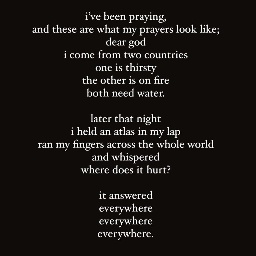 i've been praying,
and these are what my prayers look like;
dear god
i come from two countries
one is thirsty
the other is on fire
both need water.

later that night
i held an atlas in my lap
ran my fingers across the whole world
and whispered
where does it hurt?

it answered
everywhere
everywhere
everywhere.